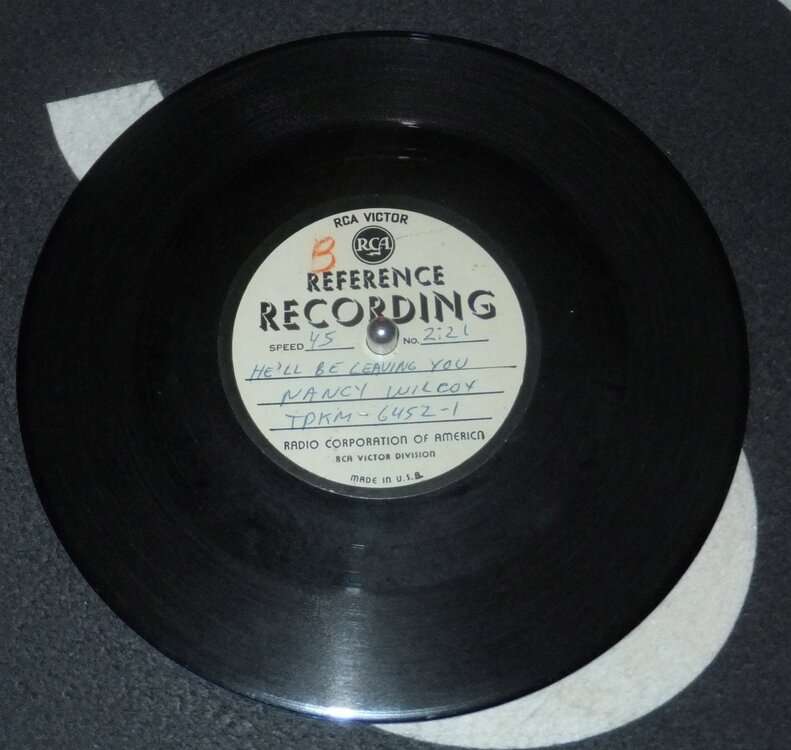 RCA VICTOR
RCA
B
REFERENCE
RECORDING
SPEED 45 NO. 2:21
HE'LL BE LEAVING YOU
NANCY WILCOX
TPKM-6452-1
RADIO CORPORATION OF AMERICA
RCA VICTOR DIVISION
MADE IN U.S.A.